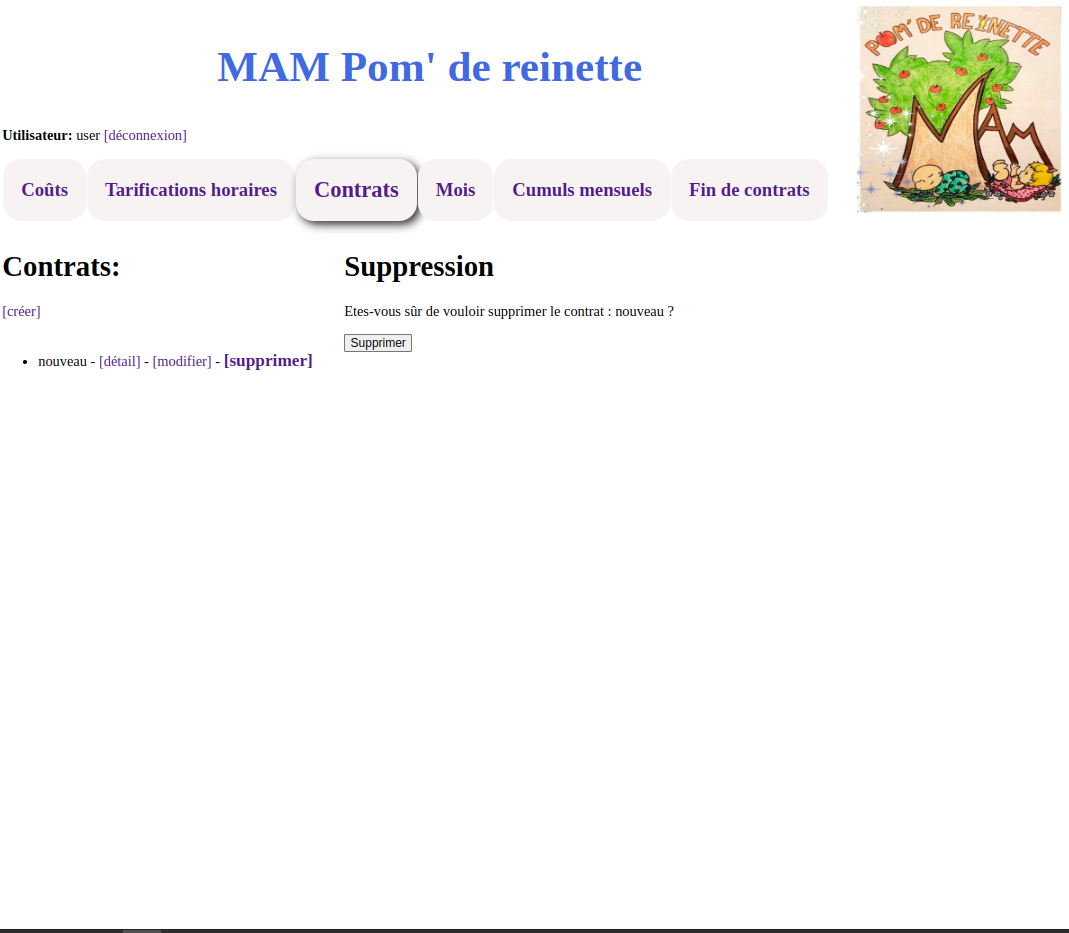 POM' DE REINETTE
MAM
MAM Pom' de reinette
Utilisateur: user [déconnexion]
Coûts Tarifications horaires Contrats Mois Cumuls mensuels Fin de contrats
Contrats:
[créer]
• nouveau - [détail] - [modifier] - [supprimer]
Suppression
Etes-vous sûr de vouloir supprimer le contrat : nouveau ?
Supprimer